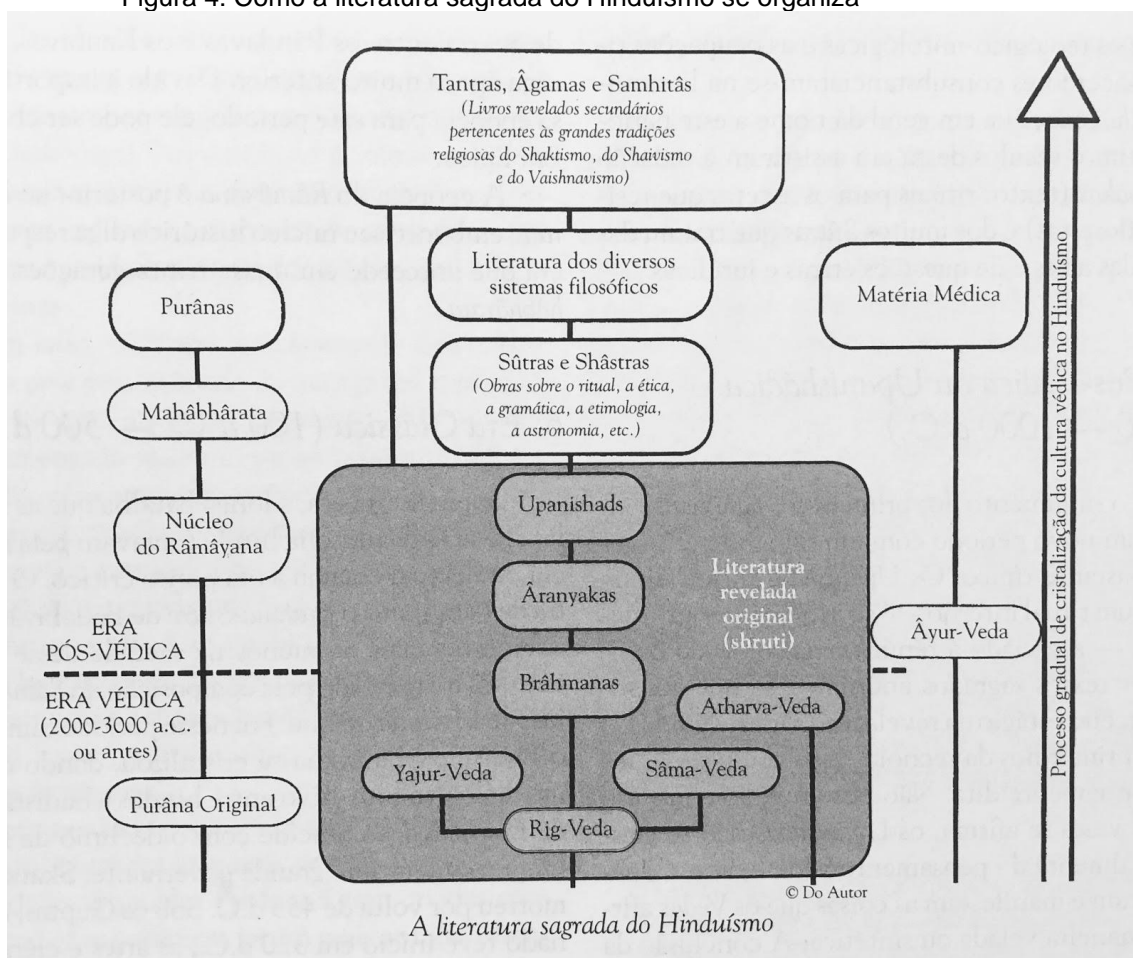 Figura 4: Como a literatura sagrada do Hinduísmo se organiza
Tantras, Âgamas e Samhitâs
(Livros revelados secundários
pertencentes às grandes tradições
religiosas do Shaktismo, do Shaivismo
e do Vaishnavismo)
Literatura dos diversos
sistemas filosóficos
Sûtras e Shâstras
(Obras sobre o ritual, a ética,
a gramática, a etimologia,
a astronomia, etc.)
Purânas
Mahâbhârata
Núcleo
do Râmâyana
ERA
PÓS-VÉDICA
ERA VÉDICA
(2000-3000 a.C.
ou antes)
Purâna Original
Upanishads
Âranyakas
Brâhmanas
Yajur-Veda
Sâma-Veda
Rig-Veda
Atharva-Veda
Literatura
revelada
original
(shruti)
Matéria Médica
Âyur-Veda
Processo gradual de cristalização da cultura védica no Hinduísmo
© Do Autor
A literatura sagrada do Hinduísmo